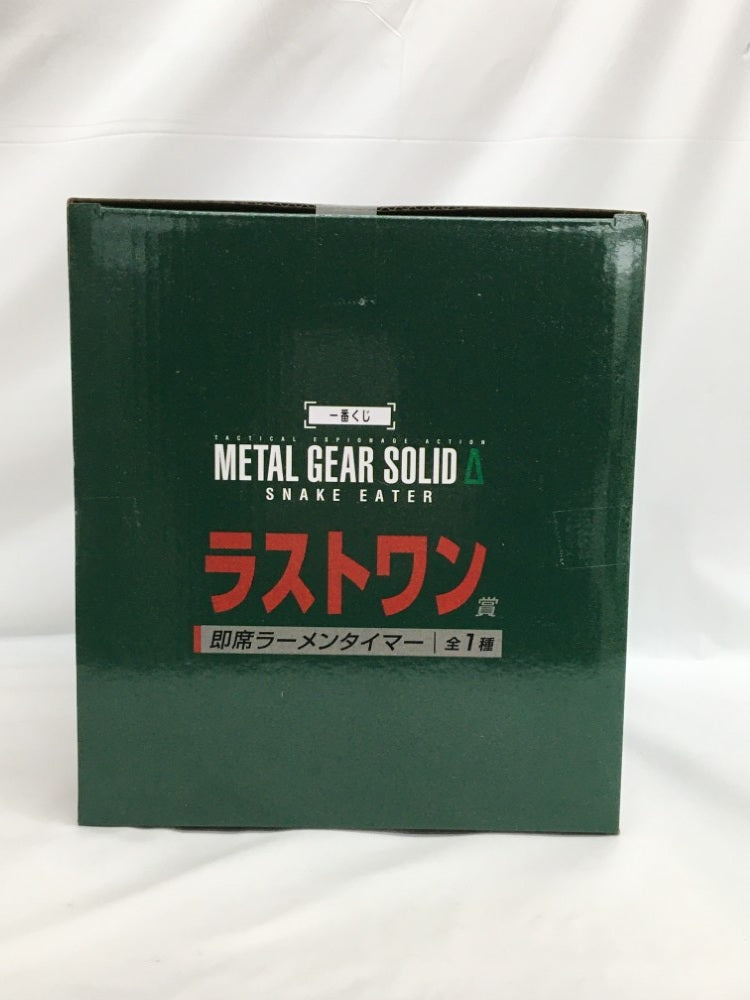 一番くじ
TACTICAL ESPIONAGE ACTION
METAL GEAR SOLID Δ
SNAKE EATER
ラストワン賞
即席ラーメンタイマー 全1種